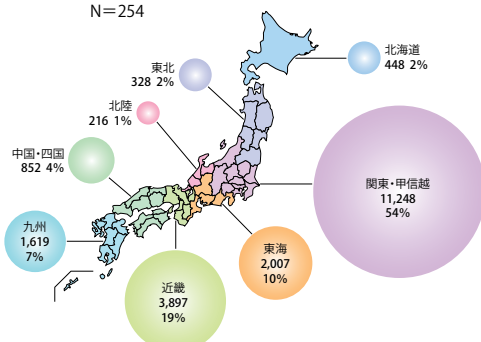 N＝254
北海道
448 2%
東北
328 2%
北陸
216 1%
中国・四国
852 4%
関東・甲信越
11,248
54%
九州
1,619
7%
東海
2,007
10%
近畿
3,897
19%